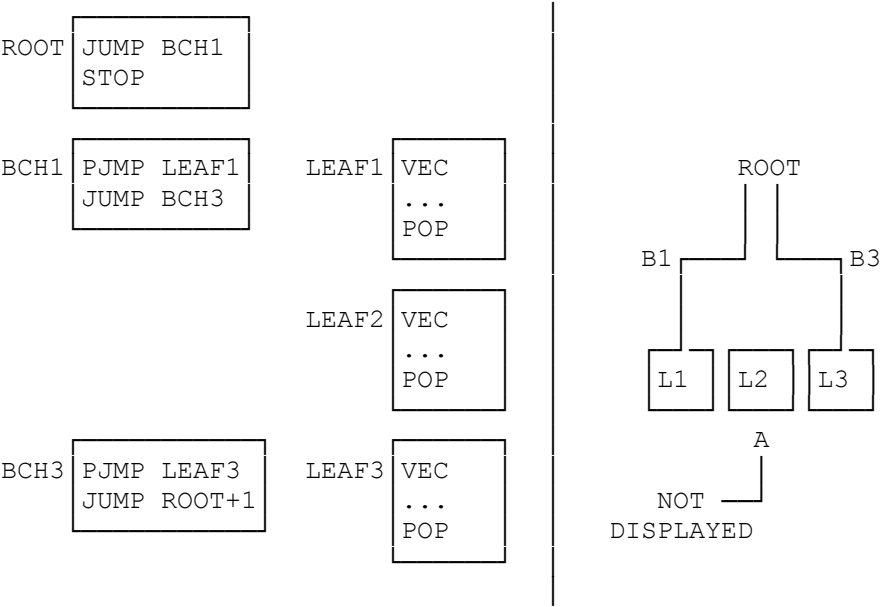 ROOT JUMP BCH1
STOP
BCH1 PJMP LEAF1
JUMP BCH3
LEAF1 VEC
...
POP
LEAF2 VEC
...
POP
BCH3 PJMP LEAF3
JUMP ROOT+1
LEAF3 VEC
...
POP
ROOT
B1 B3
L1 L2 L3
A
NOT
DISPLAYED